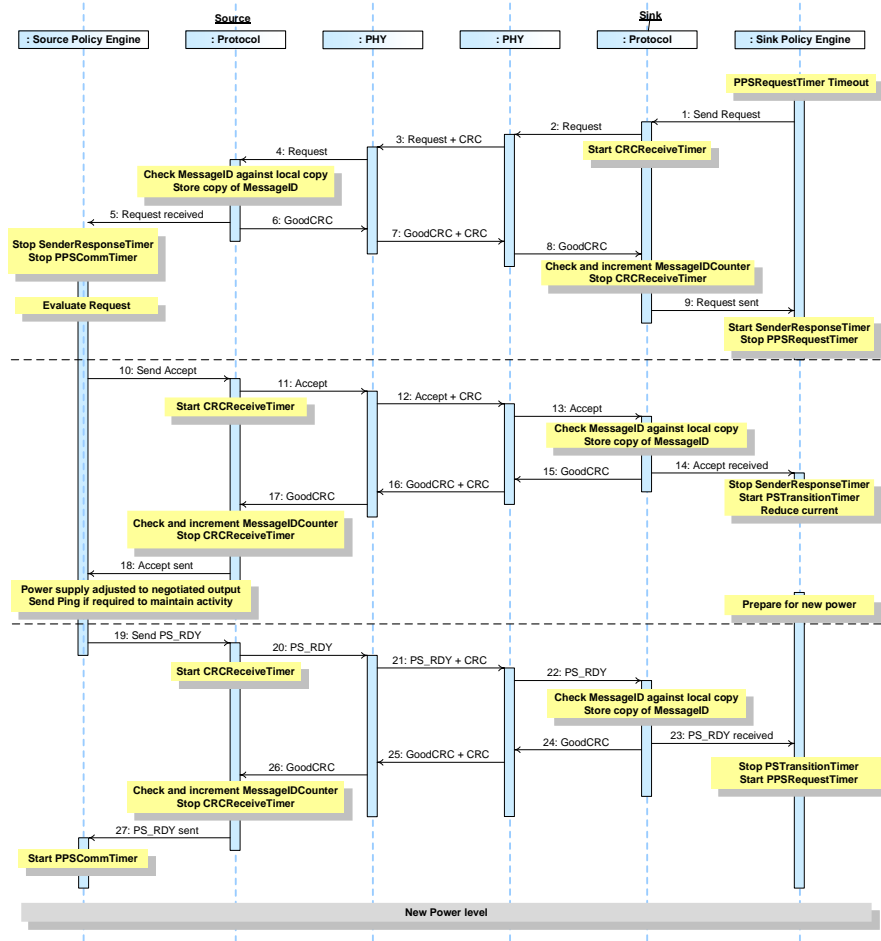 Source
Sink
: Source Policy Engine
: Protocol
: PHY
: PHY
: Protocol
: Sink Policy Engine
PPSRequestTimer Timeout
1: Send Request
2: Request
3: Request + CRC
Start CRCReceiveTimer
4: Request
Check MessageID against local copy
Store copy of MessageID
5: Request received
6: GoodCRC
7: GoodCRC + CRC
Stop SenderResponseTimer
Stop PPSCommTimer
8: GoodCRC
Check and increment MessageIDCounter
Stop CRCReceiveTimer
Evaluate Request
9: Request sent
Start SenderResponseTimer
Stop PPSRequestTimer
10: Send Accept
11: Accept
Start CRCReceiveTimer
12: Accept + CRC
13: Accept
Check MessageID against local copy
Store copy of MessageID
14: Accept received
15: GoodCRC
Stop SenderResponseTimer
Start PSTransitionTimer
Reduce current
16: GoodCRC + CRC
17: GoodCRC
Check and increment MessageIDCounter
Stop CRCReceiveTimer
18: Accept sent
Power supply adjusted to negotiated output
Send Ping if required to maintain activity
Prepare for new power
19: Send PS_RDY
20: PS_RDY
Start CRCReceiveTimer
21: PS_RDY + CRC
22: PS_RDY
Check MessageID against local copy
Store copy of MessageID
23: PS_RDY received
24: GoodCRC
25: GoodCRC + CRC
26: GoodCRC
Stop PSTransitionTimer
Start PPSRequestTimer
Check and increment MessageIDCounter
Stop CRCReceiveTimer
27: PS_RDY sent
Start PPSCommTimer
New Power level